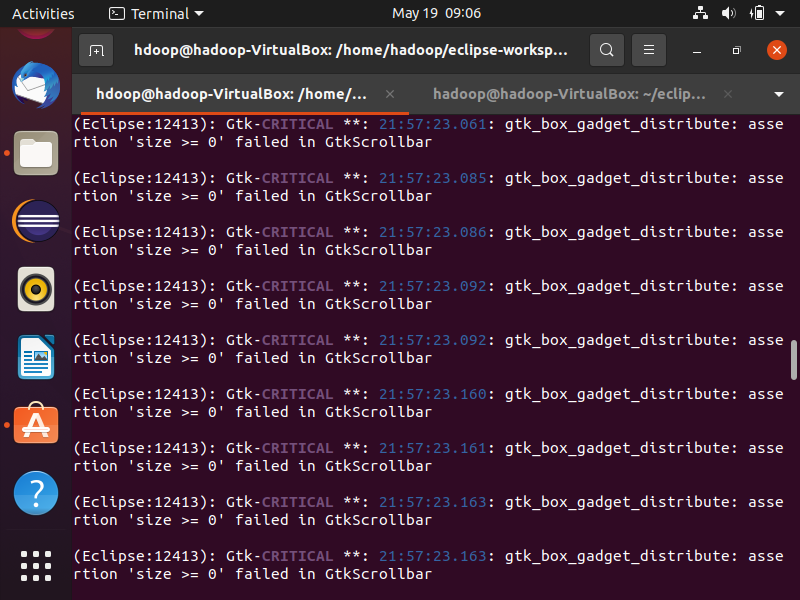 Activities Terminal May 19 09:06
hdoop@hadoop-VirtualBox: /home/hadoop/eclipse-worksp...
hdoop@hadoop-VirtualBox: /home/... hadoop@hadoop-VirtualBox: ~/eclip...
(Eclipse:12413): Gtk-CRITICAL **: 21:57:23.061: gtk_box_gadget_distribute: asse
rtion 'size >= 0' failed in GtkScrollbar
(Eclipse:12413): Gtk-CRITICAL **: 21:57:23.085: gtk_box_gadget_distribute: asse
rtion 'size >= 0' failed in GtkScrollbar
(Eclipse:12413): Gtk-CRITICAL **: 21:57:23.086: gtk_box_gadget_distribute: asse
rtion 'size >= 0' failed in GtkScrollbar
(Eclipse:12413): Gtk-CRITICAL **: 21:57:23.092: gtk_box_gadget_distribute: asse
rtion 'size >= 0' failed in GtkScrollbar
(Eclipse:12413): Gtk-CRITICAL **: 21:57:23.092: gtk_box_gadget_distribute: asse
rtion 'size >= 0' failed in GtkScrollbar
(Eclipse:12413): Gtk-CRITICAL **: 21:57:23.160: gtk_box_gadget_distribute: asse
rtion 'size >= 0' failed in GtkScrollbar
(Eclipse:12413): Gtk-CRITICAL **: 21:57:23.161: gtk_box_gadget_distribute: asse
rtion 'size >= 0' failed in GtkScrollbar
(Eclipse:12413): Gtk-CRITICAL **: 21:57:23.163: gtk_box_gadget_distribute: asse
rtion 'size >= 0' failed in GtkScrollbar
(Eclipse:12413): Gtk-CRITICAL **: 21:57:23.163: gtk_box_gadget_distribute: asse
rtion 'size >= 0' failed in GtkScrollbar